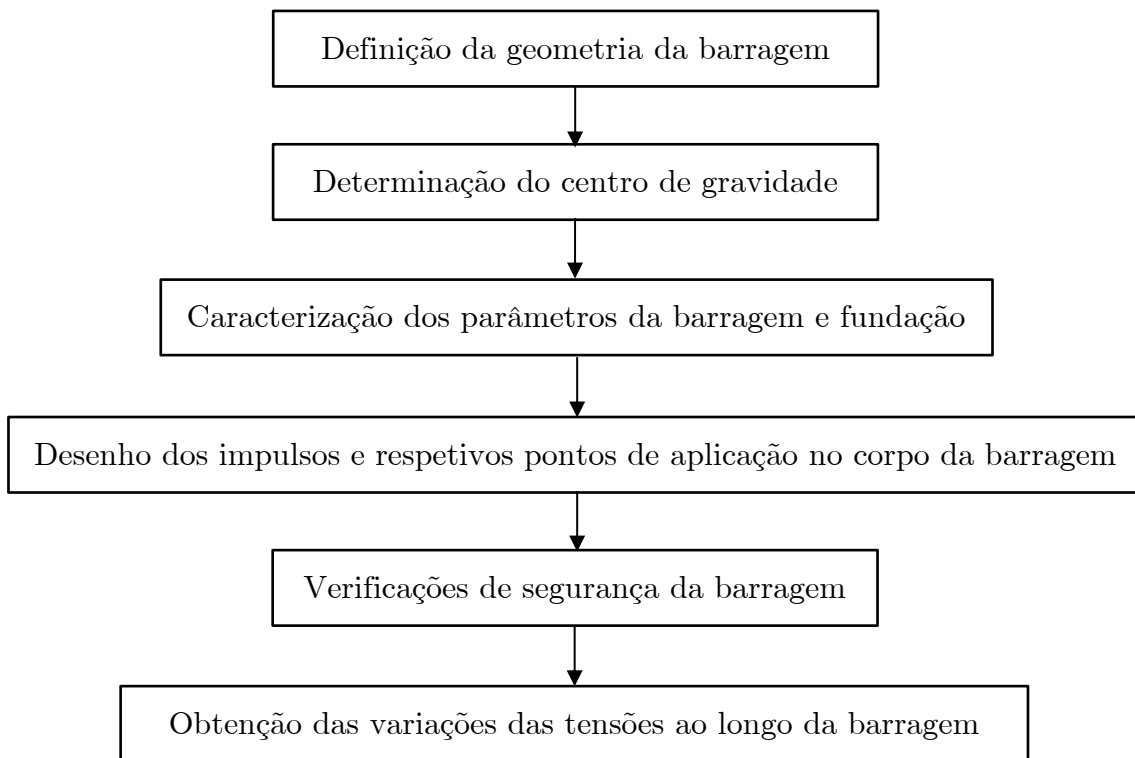 Definição da geometria da barragem
Determinação do centro de gravidade
Caracterização dos parâmetros da barragem e fundação
Desenho dos impulsos e respetivos pontos de aplicação no corpo da barragem
Verificações de segurança da barragem
Obtenção das variações das tensões ao longo da barragem